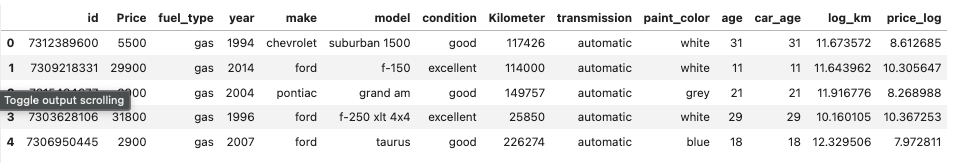 id Price fuel_type year make model condition Kilometer transmission paint_color age car_age log_km price_log
0 7312389600 5500 gas 1994 chevrolet suburban 1500 good 117426 automatic white 31 31 11.673572 8.612685
1 7309218331 29900 gas 2014 ford f-150 excellent 114000 automatic white 11 11 11.643962 10.305647
gas 2004 pontiac grand am good 149757 automatic grey 21 21 11.916776 8.268988
Toggle output scrolling
3 7303628106 31800 gas 1996 ford f-250 xlt 4x4 excellent 25850 automatic white 29 29 10.160105 10.367253
4 7306950445 2900 gas 2007 ford taurus good 226274 automatic blue 18 18 12.329506 7.972811